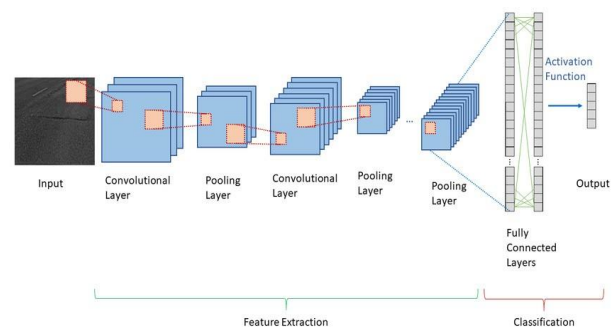 Activation
Function
Input
Convolutional
Layer
Pooling
Layer
Convolutional
Layer
Pooling
Layer
...
Pooling
Layer
Output
Fully
Connected
Layers
Feature Extraction
Classification